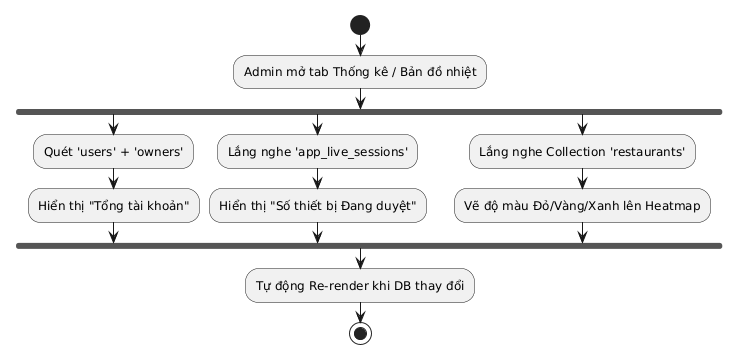 Admin mở tab Thống kê / Bản đồ nhiệt
Quét 'users' + 'owners'
Lắng nghe 'app_live_sessions'
Lắng nghe Collection 'restaurants'
Hiển thị "Tổng tài khoản"
Hiển thị "Số thiết bị Đang duyệt"
Vẽ độ màu Đỏ/Vàng/Xanh lên Heatmap
Tự động Re-render khi DB thay đổi